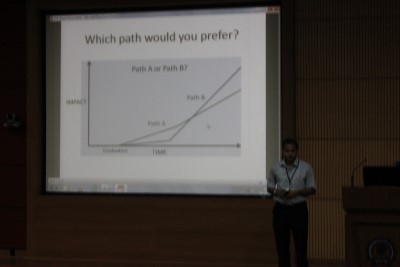 Which path would you prefer?
Path A or Path B?
IMPACT
Path B
Path A
Graduation
TIME